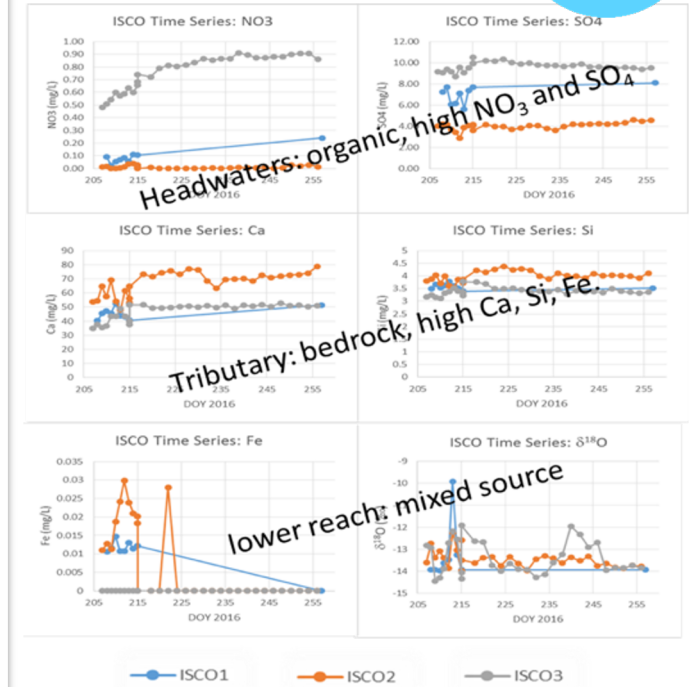 ISCO Time Series: NO3
ISCO Time Series: SO4
NO3 (mg/L)
1.00
0.90
0.80
0.70
0.60
0.50
0.40
0.30
0.20
0.10
0.00
205 215 225 235 245 255
12.00
10.00
8.00
6.00
4.00
2.00
0.00
205 215 225 235 245 255
Headwaters: organic, high NO3 and SO4
ISCO Time Series: Ca
ISCO Time Series: Si
Ca (mg/L)
90
80
70
60
50
40
30
20
10
0
205 215 225 235 245 255
DOY 2016
5
4.5
4
3.5
3
2.5
2
1.5
1
0.5
0
205 215 225 235 245 255
DOY 2016
Tributary: bedrock, high Ca, Si, Fe.
ISCO Time Series: Fe
ISCO Time Series: δ18O
Fe (mg/L)
0.035
0.03
0.025
0.02
0.015
0.01
0.005
0
205 215 225 235 245 255
DOY 2016
δ18O
-9
-11
-12
-13
-14
-15
205 215 225 235 245 255
DOY 2016
lower reach: mixed source
ISCO1 ISCO2 ISCO3